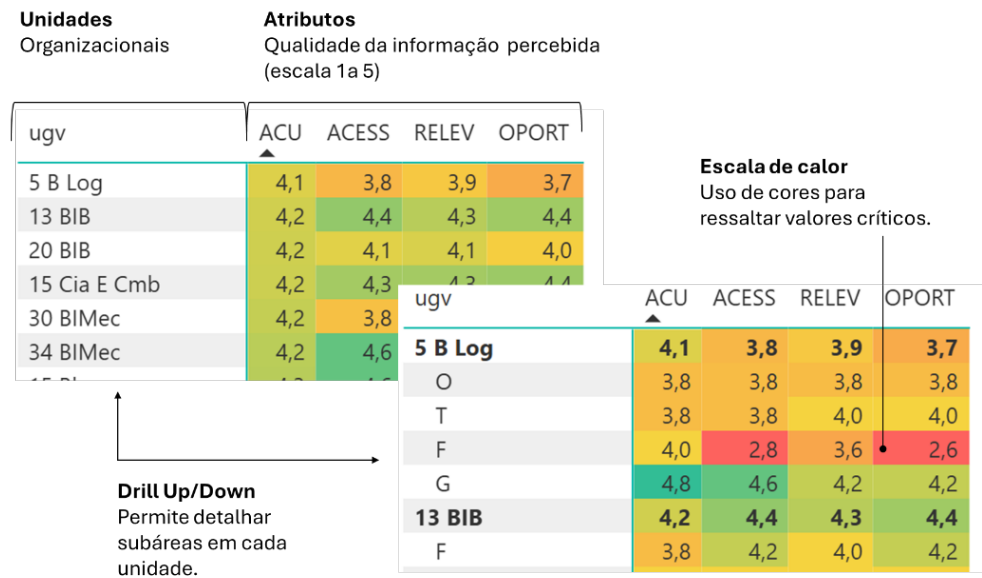 Unidades
Organizacionais
Atributos
Qualidade da informação percebida
(escala 1a 5)
ugv ACU ACESS RELEV OPORT
5 B Log 4,1 3,8 3,9 3,7
13 BIB 4,2 4,4 4,3 4,4
20 BIB 4,2 4,1 4,1 4,0
15 Cia E Cmb 4,2 4,3 4,3 4,4
30 BIMec 4,2 3,8
34 BIMec 4,2 4,6
Escala de calor
Uso de cores para
ressaltar valores críticos.
ugv ACU ACESS RELEV OPORT
5 B Log 4,1 3,8 3,9 3,7
O 3,8 3,8 3,8 3,8
T 3,8 3,8 4,0 4,0
F 4,0 2,8 3,6 2,6
G 4,8 4,6 4,2 4,2
13 BIB 4,2 4,4 4,3 4,4
F 3,8 4,2 4,0 4,2
Drill Up/Down
Permite detalhar
subáreas em cada
unidade.